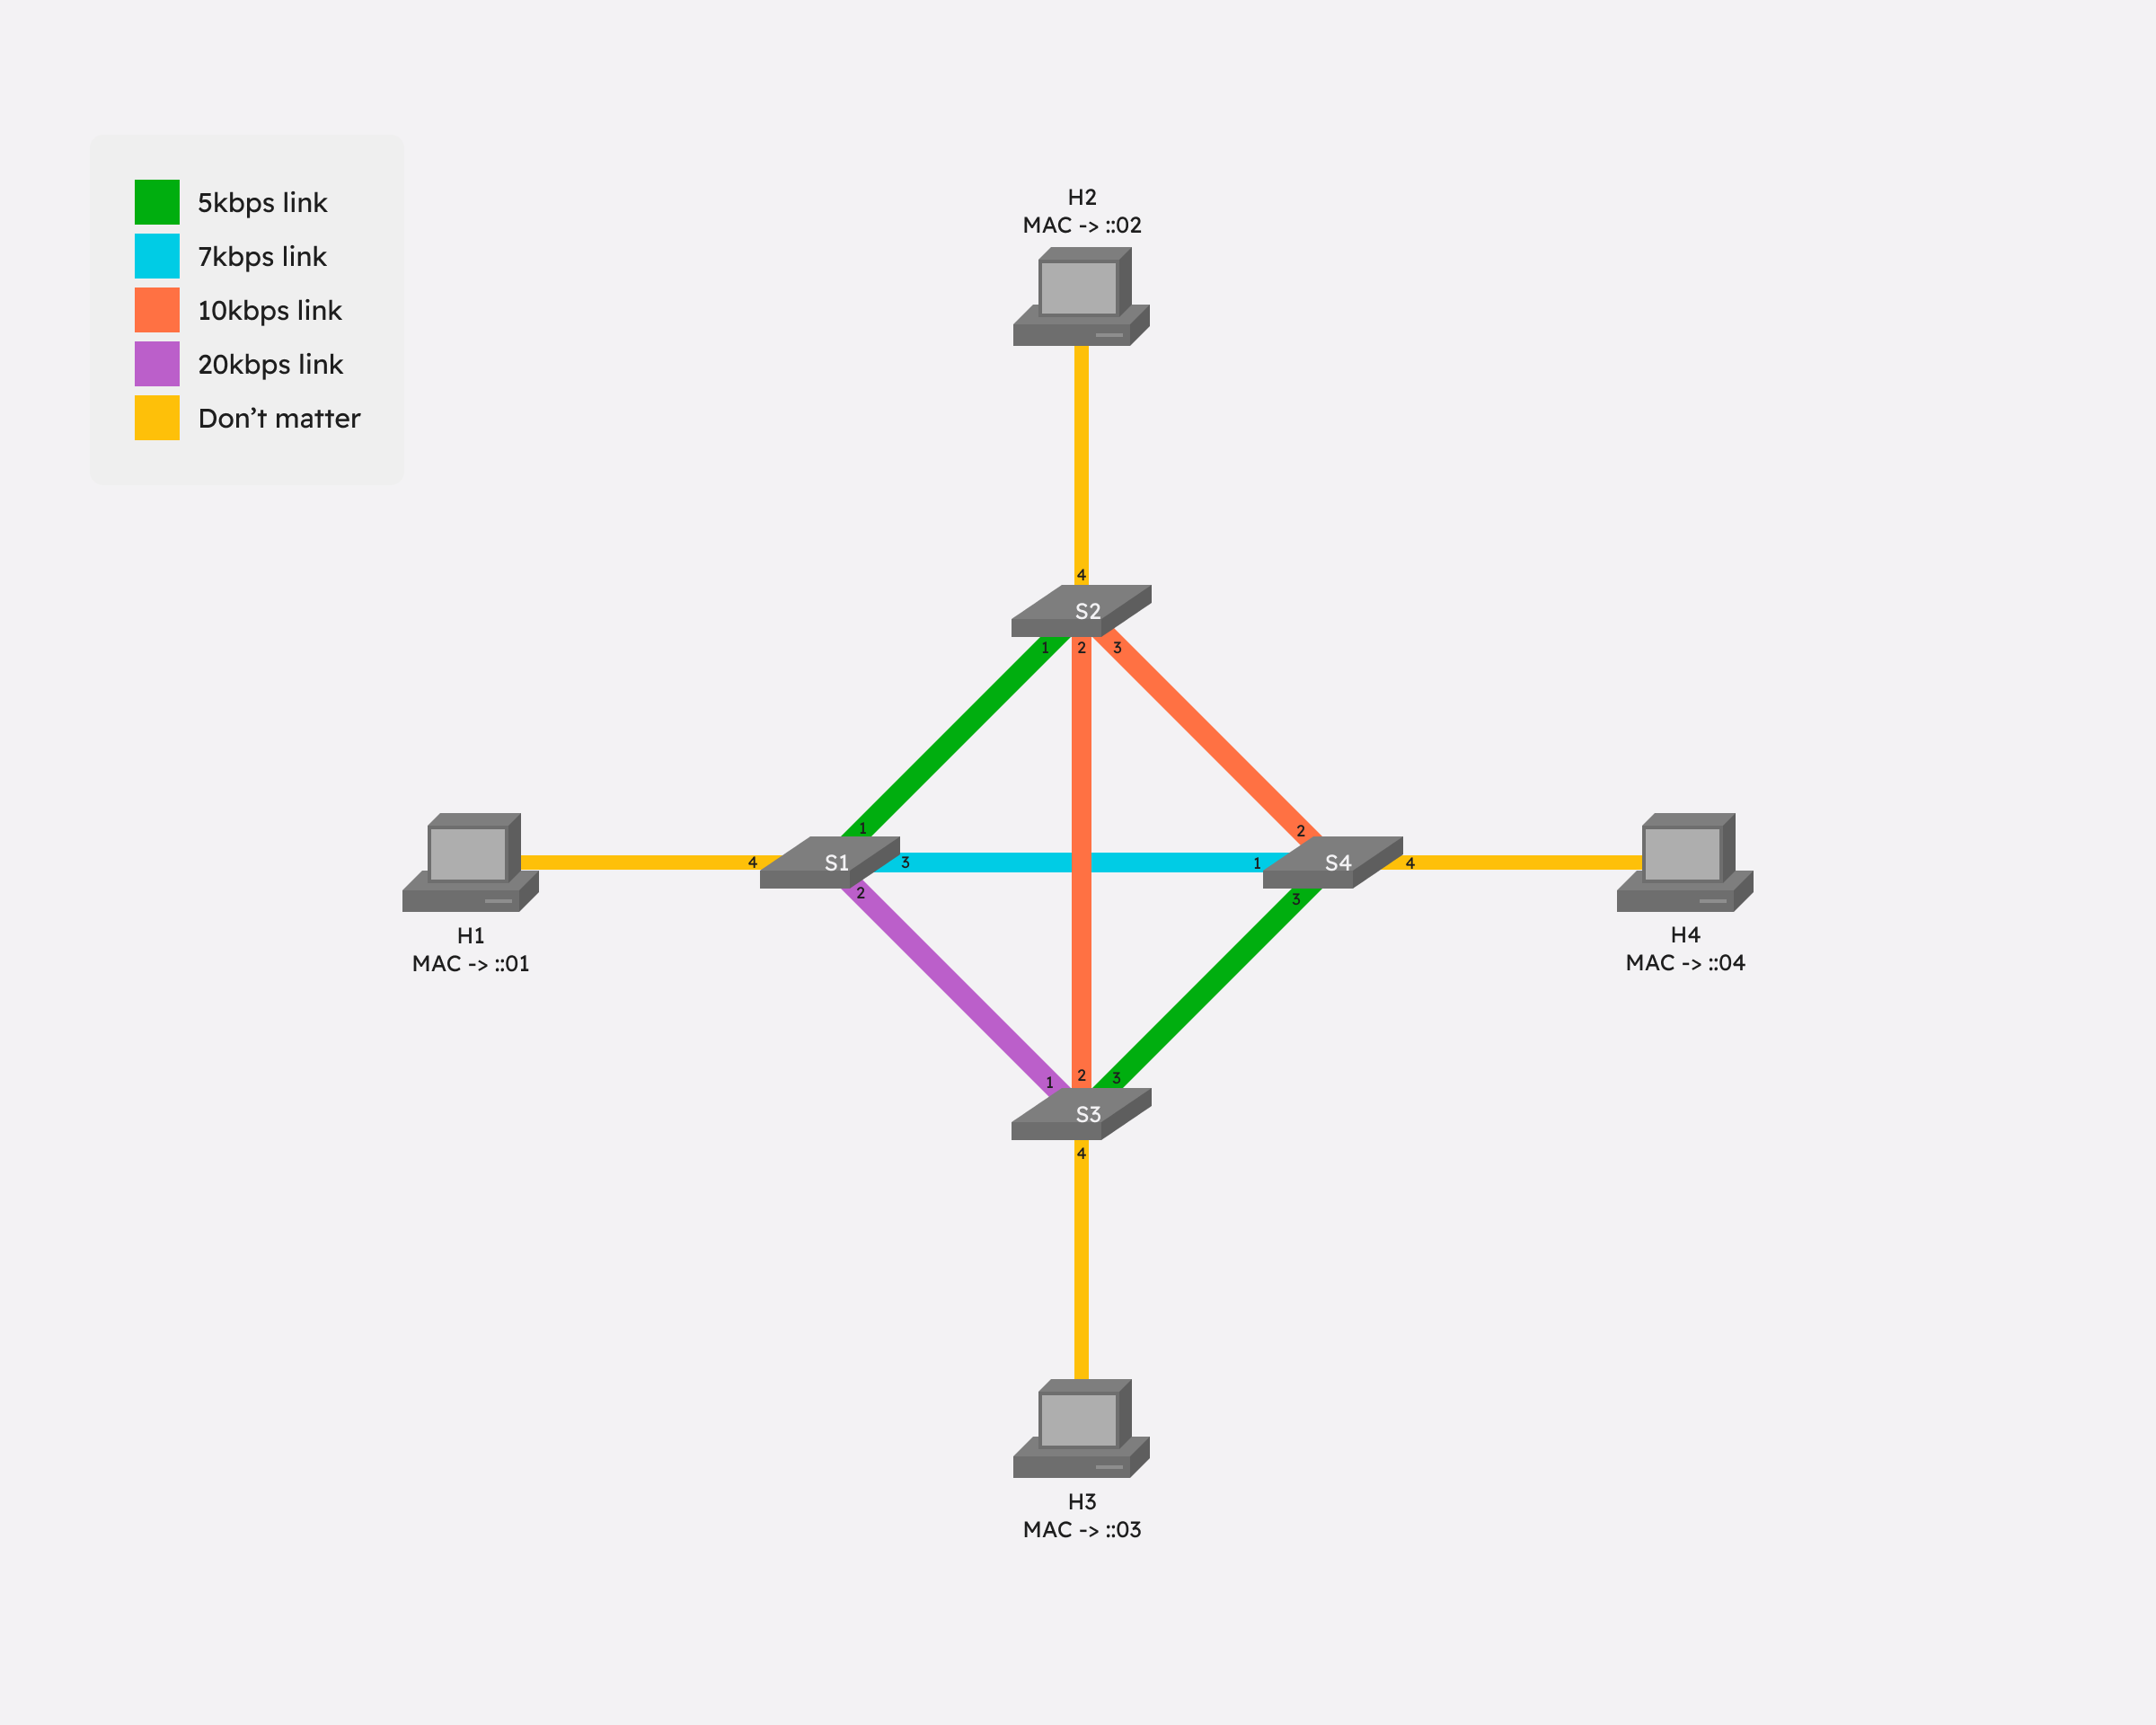 5kbps link
7kbps link
10kbps link
20kbps link
Don't matter
H2
MAC -> ::02
4
S2
1 2 3
1 2
4 S1 3 1 S4 4
2 3
H1
MAC -> ::01
H4
MAC -> ::04
1 2 3
S3
4
H3
MAC -> ::03